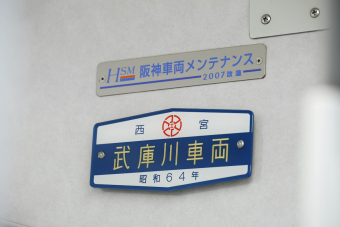 HSM 阪神車両メンテナンス
2007改造
西 宮
武庫川車両
昭和64年